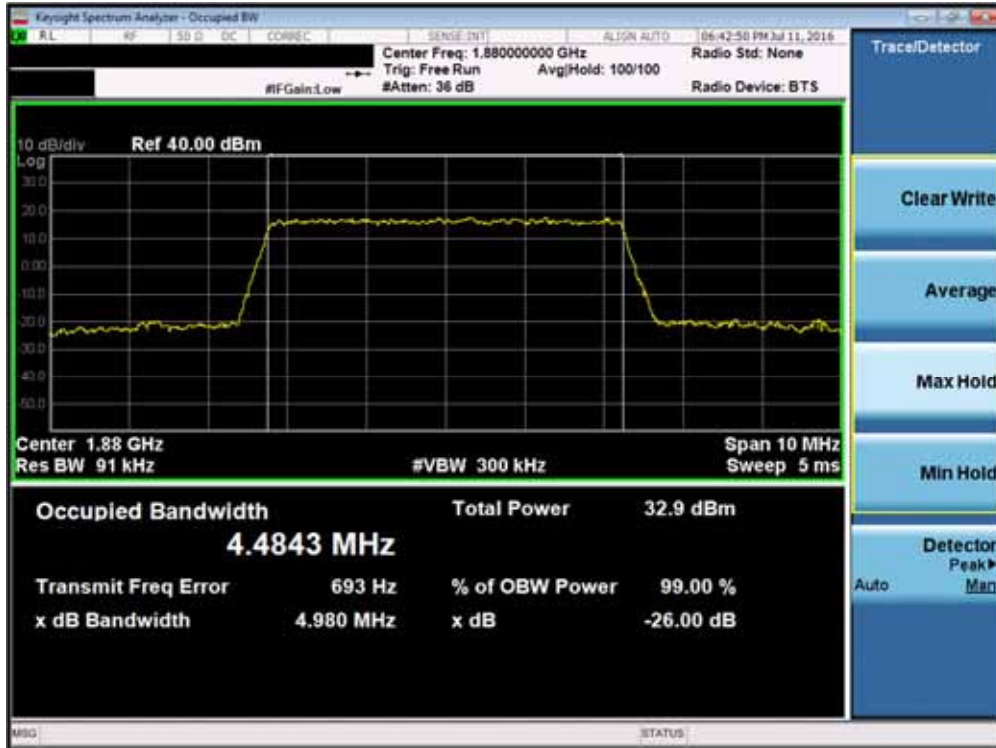 Keysight Spectrum Analyzer - Occupied BW
RL RF 50 Ω DC CORREC SENSE:INT ALIGN AUTO 06:42:50 PM Jul 11, 2016
Center Freq: 1.880000000 GHz Radio Std: None
Trig: Free Run Avg|Hold: 100/100
#IFGain:Low #Atten: 36 dB Radio Device: BTS
Trace/Detector
10 dB/div Ref 40.00 dBm
Log
30.0
20.0
10.0
0.00
-10.0
-20.0
-30.0
-40.0
-50.0
Center 1.88 GHz Span 10 MHz
Res BW 91 kHz #VBW 300 kHz Sweep 5 ms
Occupied Bandwidth Total Power 32.9 dBm
4.4843 MHz
Transmit Freq Error 693 Hz % of OBW Power 99.00 %
x dB Bandwidth 4.980 MHz x dB -26.00 dB
Clear Write
Average
Max Hold
Min Hold
Detector
Peak▶
Auto Man
MSG STATUS